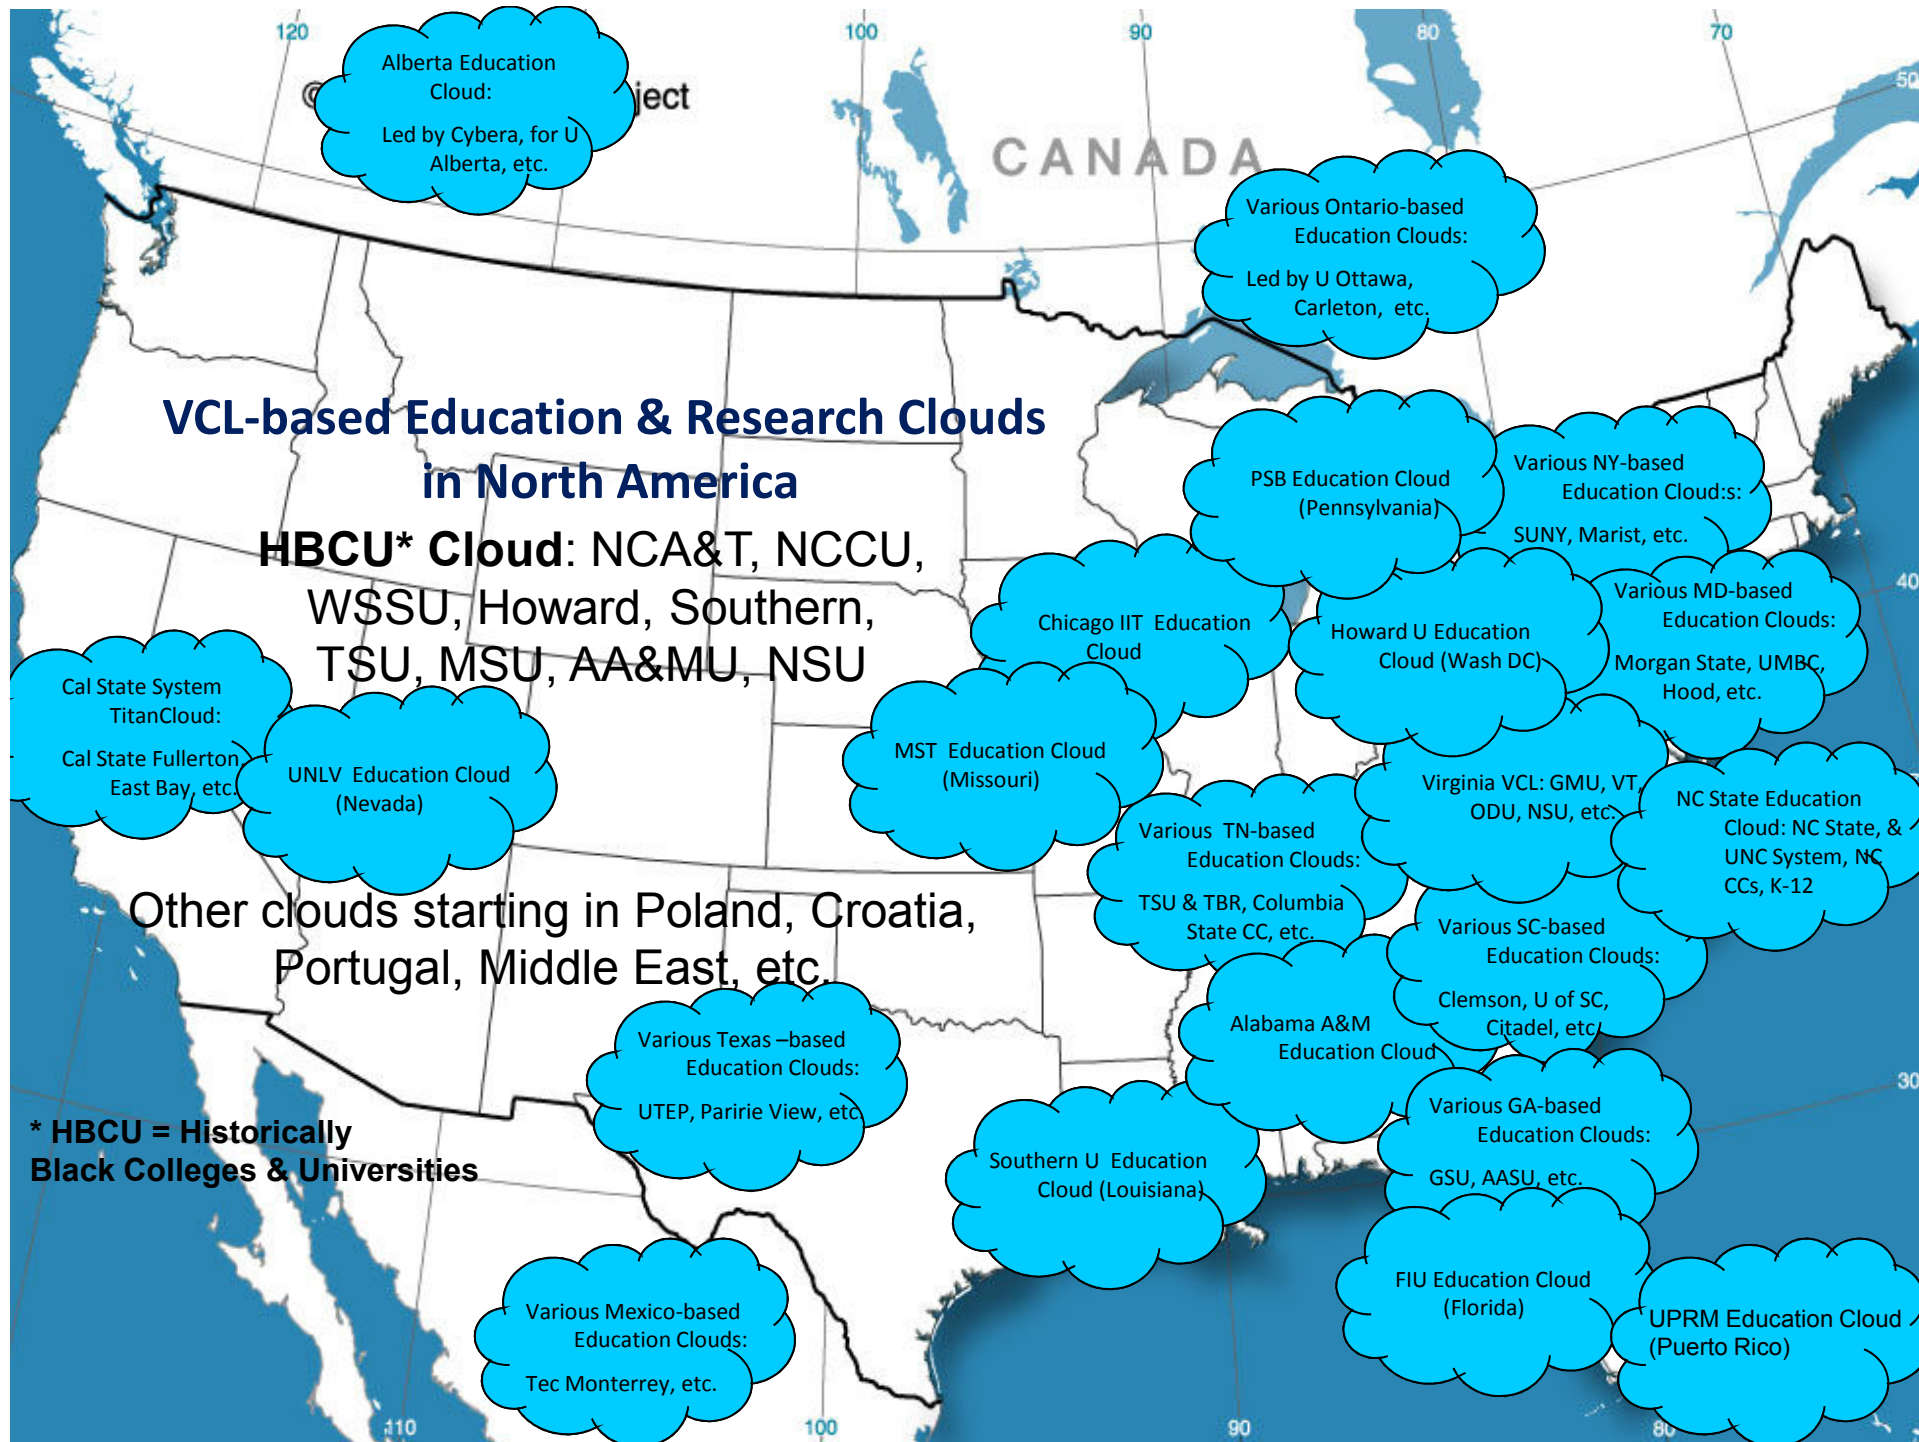 120
100
90
80
70
50
Alberta Education
Cloud:
Led by Cybera, for U
Alberta, etc.
©
ject
CANADA
Various Ontario-based
Education Clouds:
Led by U Ottawa,
Carleton, etc.
VCL-based Education & Research Clouds
in North America
HBCU* Cloud: NCA&T, NCCU,
WSSU, Howard, Southern,
TSU, MSU, AA&MU, NSU
PSB Education Cloud
(Pennsylvania)
Various NY-based
Education Cloud:s:
SUNY, Marist, etc.
40
Chicago IIT Education
Cloud
Howard U Education
Cloud (Wash DC)
Various MD-based
Education Clouds:
Morgan State, UMBC,
Hood, etc.
Cal State System
TitanCloud:
Cal State Fullerton,
East Bay, etc.
UNLV Education Cloud
(Nevada)
MST Education Cloud
(Missouri)
Virginia VCL: GMU, VT,
ODU, NSU, etc.
NC State Education
Cloud: NC State, &
UNC System, NC
CCs, K-12
Various TN-based
Education Clouds:
TSU & TBR, Columbia
State CC, etc.
Other clouds starting in Poland, Croatia,
Portugal, Middle East, etc.
Various SC-based
Education Clouds:
Clemson, U of SC,
Citadel, etc
Alabama A&M
Education Cloud
Various Texas –based
Education Clouds:
UTEP, Paririe View, etc.
30
* HBCU = Historically
Black Colleges & Universities
Various GA-based
Education Clouds:
GSU, AASU, etc.
Southern U Education
Cloud (Louisiana)
FIU Education Cloud
(Florida)
UPRM Education Cloud
(Puerto Rico)
Various Mexico-based
Education Clouds:
Tec Monterrey, etc.
110
100
90
80